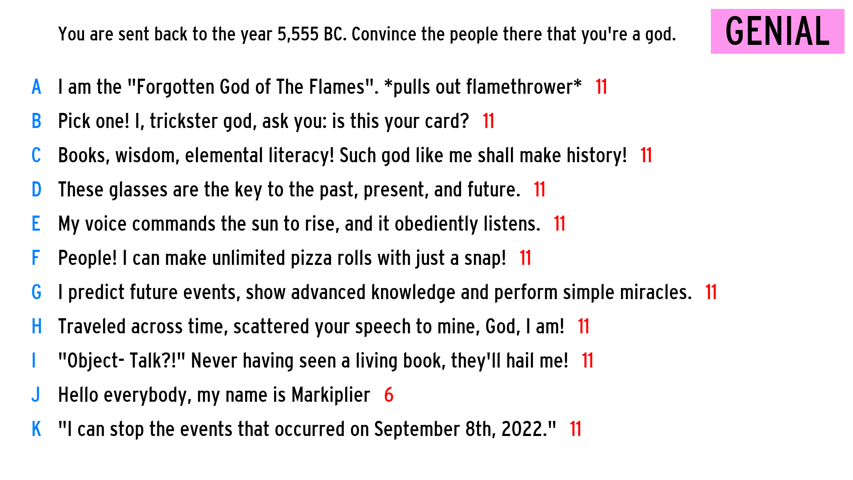 You are sent back to the year 5,555 BC. Convince the people there that you're a god.
GENIAL
A I am the "Forgotten God of The Flames". *pulls out flamethrower* 11
B Pick one! I, trickster god, ask you: is this your card? 11
C Books, wisdom, elemental literacy! Such god like me shall make history! 11
D These glasses are the key to the past, present, and future. 11
E My voice commands the sun to rise, and it obediently listens. 11
F People! I can make unlimited pizza rolls with just a snap! 11
G I predict future events, show advanced knowledge and perform simple miracles. 11
H Traveled across time, scattered your speech to mine, God, I am! 11
I "Object- Talk?!" Never having seen a living book, they'll hail me! 11
J Hello everybody, my name is Markiplier 6
K "I can stop the events that occurred on September 8th, 2022." 11